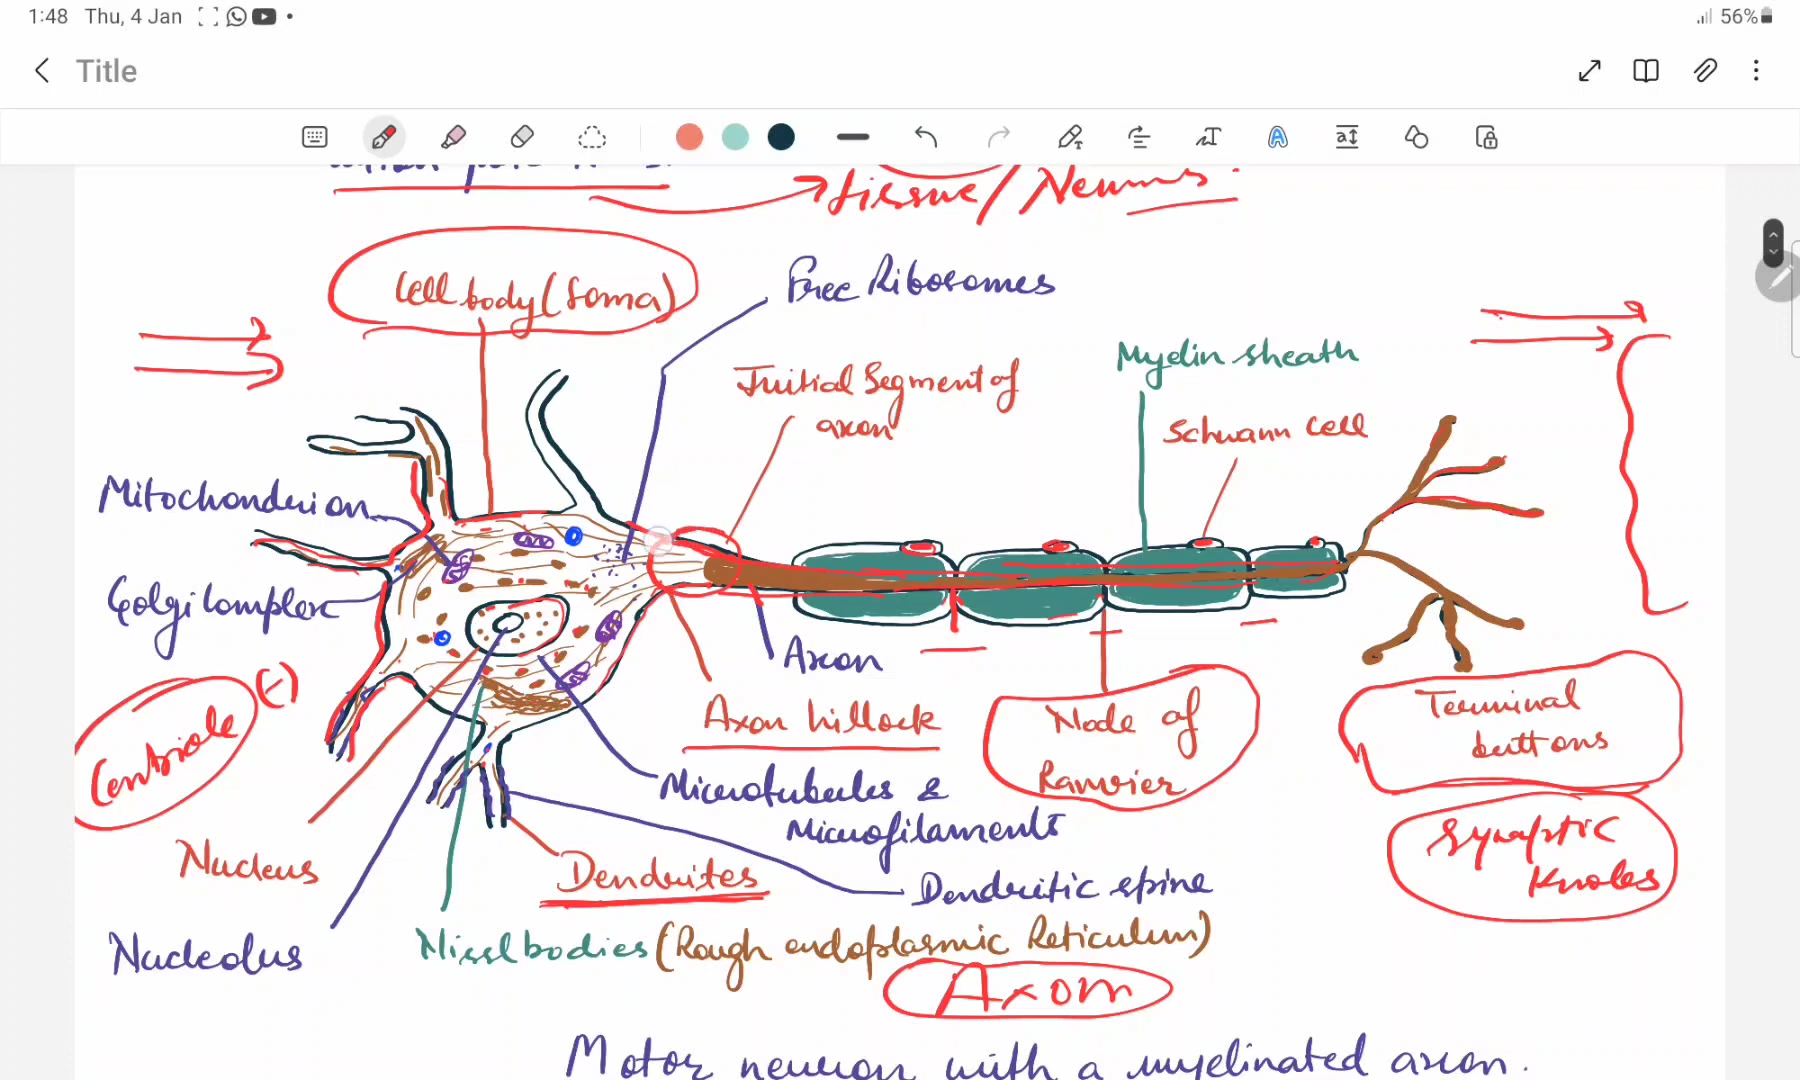 1:48 Thu, 4 Jan
56%
Title
tissue/
Cell body (Soma)
Free Ribosomes
Initial Segment of
axon
Myelin sheath
Schwann cell
Mitochondrion
Golgi Complex
Axon
Centriole (-)
Axon hillock
Node of
Ranvier
Terminal
buttons
Microtubules &
Microfilaments
Synaptic
Knobs
Nucleus
Dendrites
Dendritic spine
Nucleolus
Nissl bodies (Rough endoplasmic Reticulum)
Axon
Motor neuron with a myelinated axon.